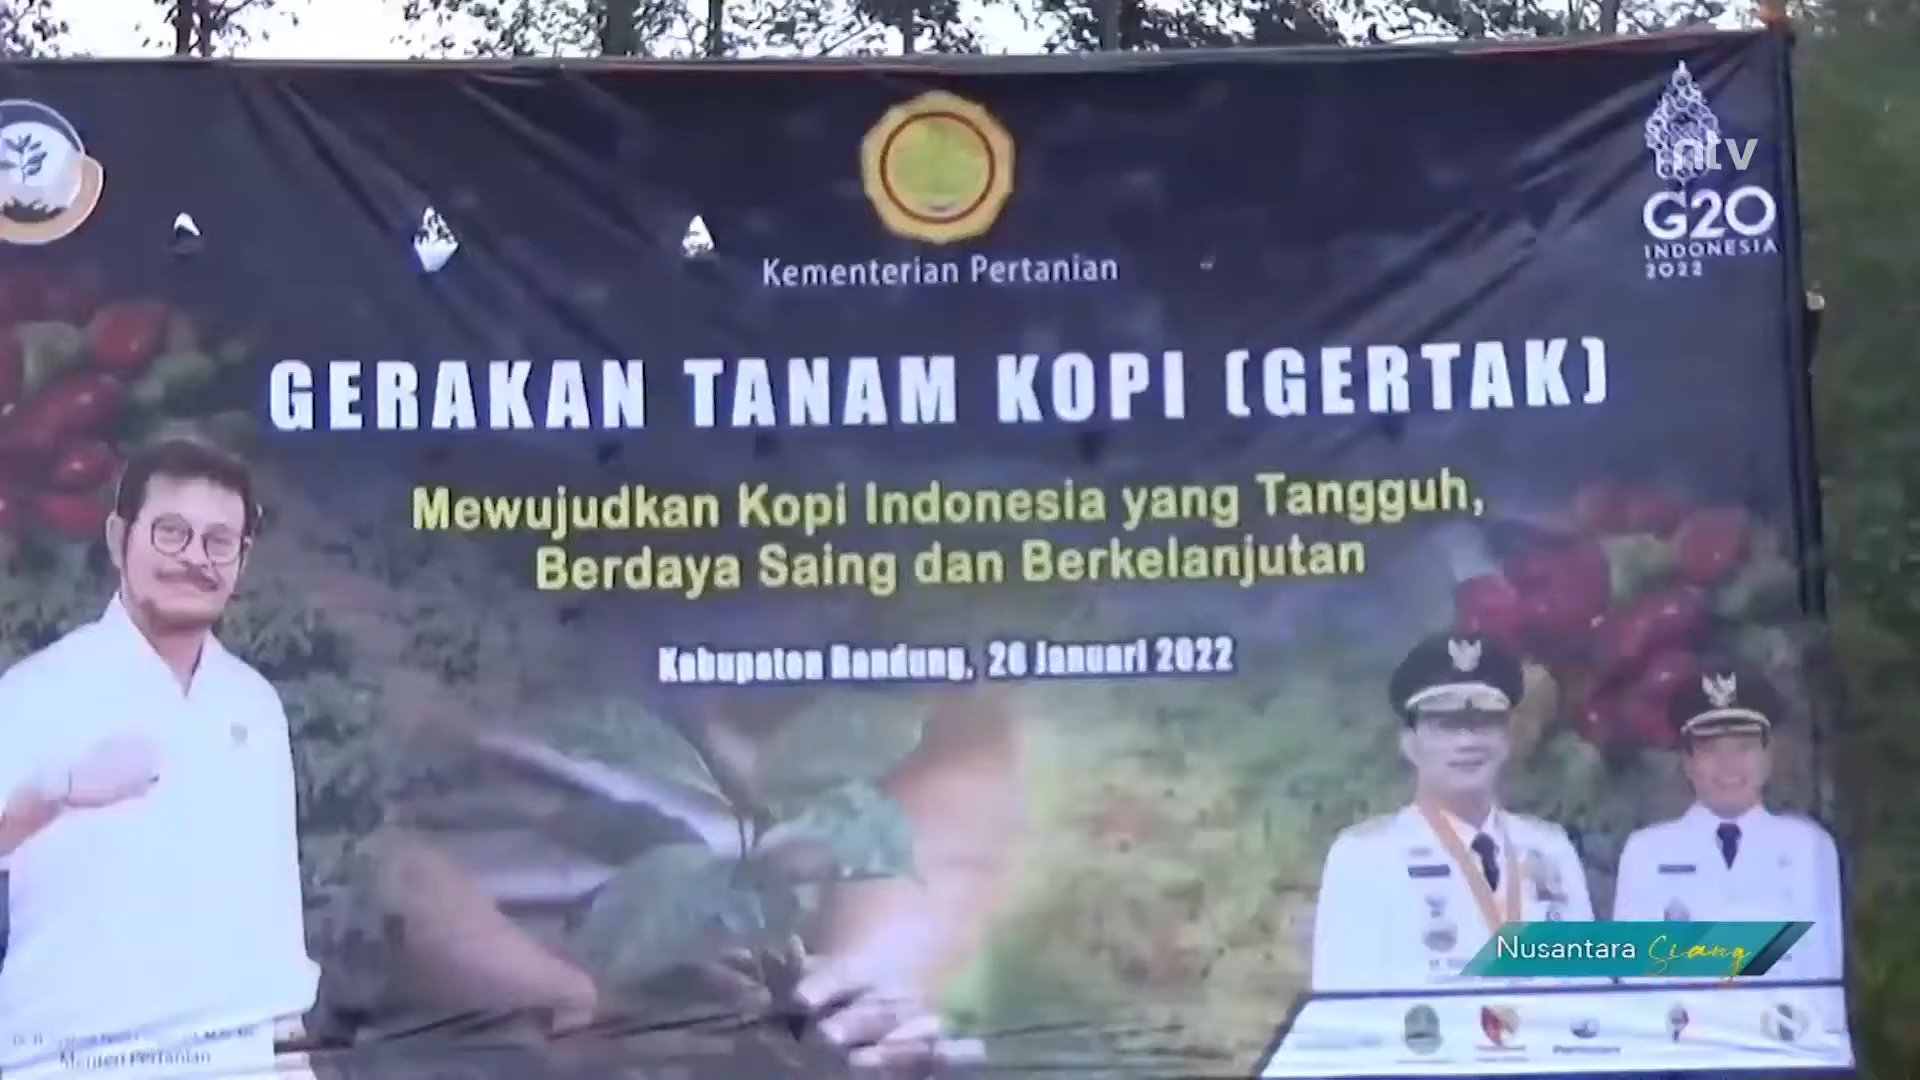 ntv
G20
INDONESIA
2022
Kementerian Pertanian
GERAKAN TANAM KOPI (GERTAK)
Mewujudkan Kopi Indonesia yang Tangguh,
Berdaya Saing dan Berkelanjutan
Kabupaten Bandung, 20 Januari 2022
Nusantara Siang
Menteri Pertanian